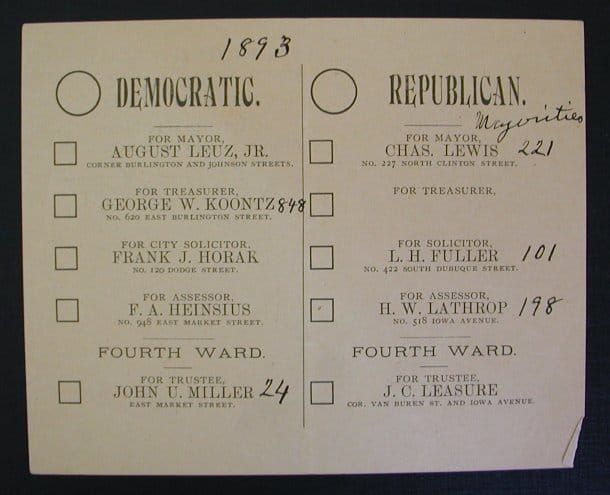 1893
DEMOCRATIC.
FOR MAYOR,
AUGUST LEUZ, JR.
CORNER BURLINGTON AND JOHNSON STREETS.
FOR TREASURER,
GEORGE W. KOONTZ 848
NO. 620 EAST BURLINGTON STREET.
FOR CITY SOLICITOR,
FRANK J. HORAK
NO. 120 DODGE STREET.
FOR ASSESSOR,
F. A. HEINSIUS
NO. 948 EAST MARKET STREET.
FOURTH WARD.
FOR TRUSTEE,
JOHN U. MILLER 24
EAST MARKET STREET.
REPUBLICAN.
Majorities
FOR MAYOR,
CHAS. LEWIS 221
NO. 227 NORTH CLINTON STREET.
FOR TREASURER,
FOR SOLICITOR,
L. H. FULLER 101
NO. 422 SOUTH DUBUQUE STREET.
FOR ASSESSOR,
H. W. LATHROP 198
NO. 518 IOWA AVENUE.
FOURTH WARD.
FOR TRUSTEE,
J. C. LEASURE
COR. VAN BUREN ST. AND IOWA AVENUE.